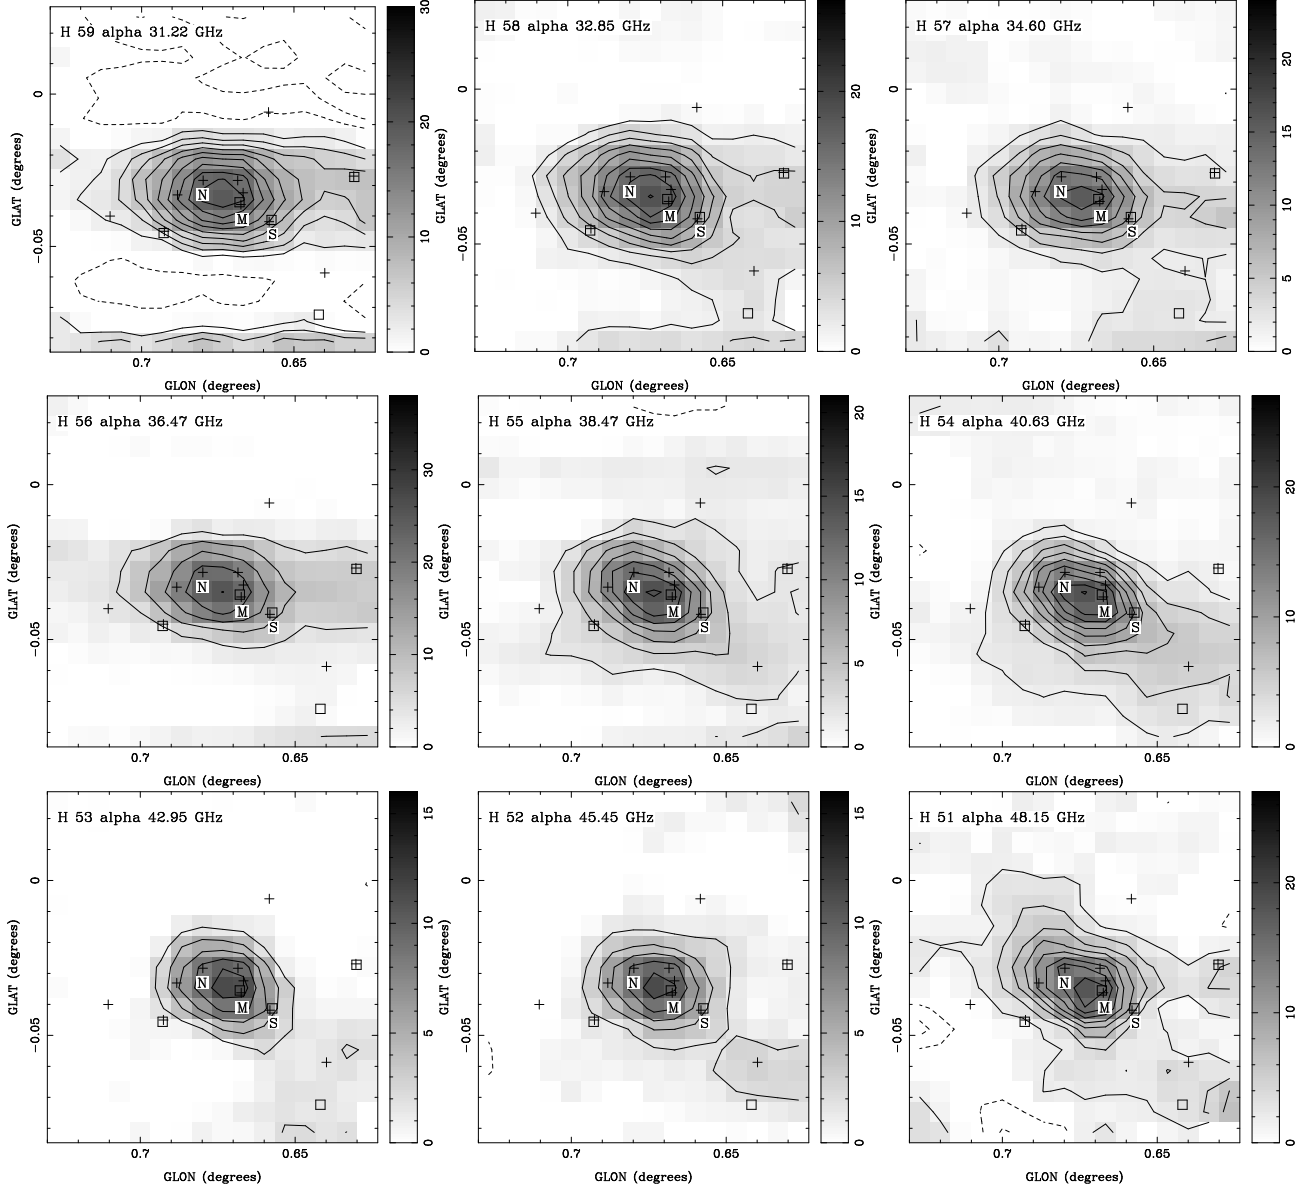 H 59 alpha 31.22 GHz
GLAT (degrees)
0
−0.05
N
M
S
0.7
0.65
GLON (degrees)
0
10
20
30
H 58 alpha 32.85 GHz
GLAT (degrees)
0
−0.05
N
M
S
0.7
0.65
GLON (degrees)
0
10
20
H 57 alpha 34.60 GHz
GLAT (degrees)
0
−0.05
N
M
S
0.7
0.65
GLON (degrees)
0
10
20
H 56 alpha 36.47 GHz
GLAT (degrees)
0
−0.05
N
M
S
0.7
0.65
GLON (degrees)
0
10
20
30
H 55 alpha 38.47 GHz
GLAT (degrees)
0
−0.05
N
M
S
0.7
0.65
GLON (degrees)
0
5
10
15
20
H 54 alpha 40.63 GHz
GLAT (degrees)
0
−0.05
N
M
S
0.7
0.65
GLON (degrees)
0
10
20
H 53 alpha 42.95 GHz
GLAT (degrees)
0
−0.05
N
M
S
0.7
0.65
GLON (degrees)
0
5
10
15
H 52 alpha 45.45 GHz
GLAT (degrees)
0
−0.05
N
M
S
0.7
0.65
GLON (degrees)
0
5
10
15
H 51 alpha 48.15 GHz
GLAT (degrees)
0
−0.05
N
M
S
0.7
0.65
GLON (degrees)
0
10
20